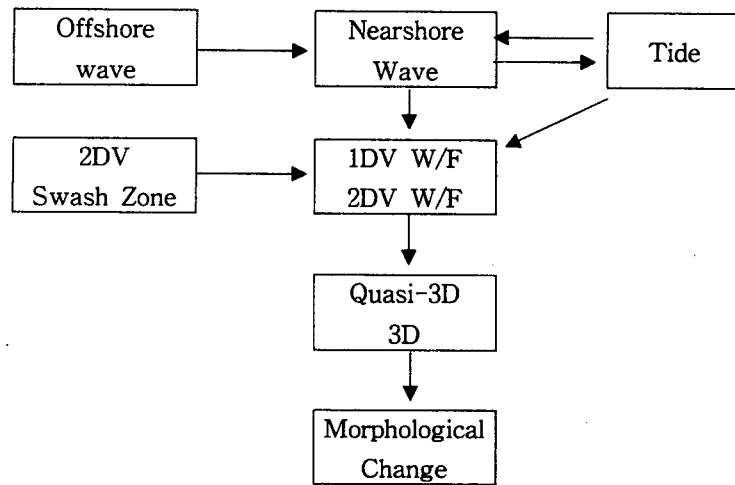 Offshore
wave
Nearshore
Wave
Tide
2DV
Swash Zone
1DV W/F
2DV W/F
Quasi-3D
3D
Morphological
Change